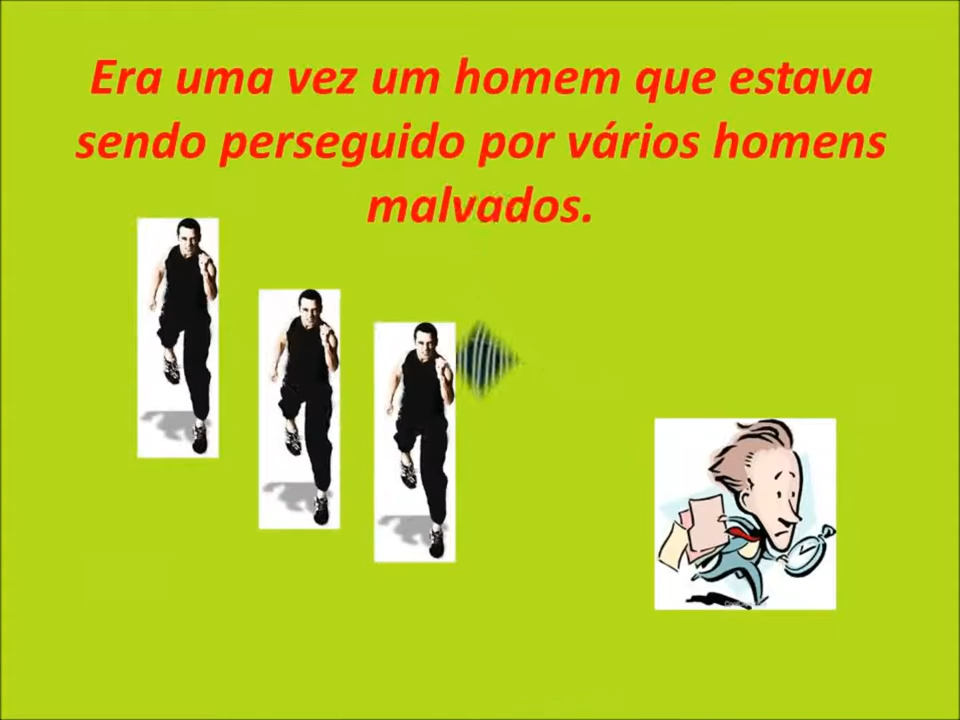 Era uma vez um homem que estava
sendo perseguido por vários homens
malvados.